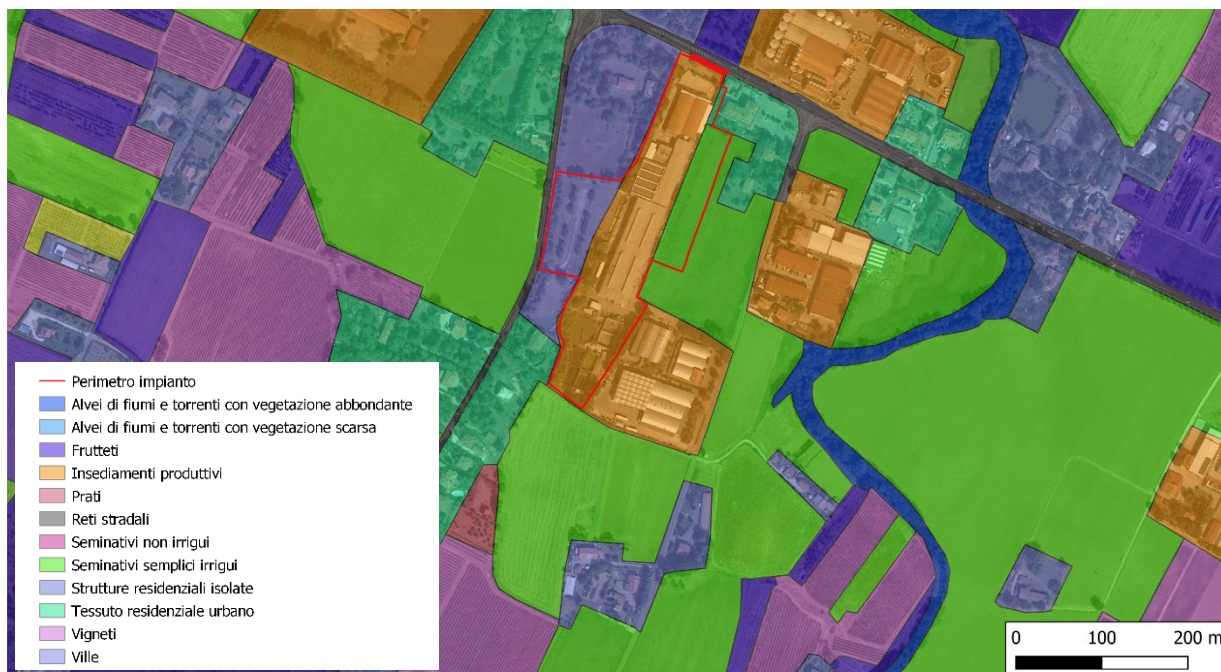 Perimetro impianto
Alvei di fiumi e torrenti con vegetazione abbondante
Alvei di fiumi e torrenti con vegetazione scarsa
Frutteti
Insediamenti produttivi
Prati
Reti stradali
Seminativi non irrigui
Seminativi semplici irrigui
Strutture residenziali isolate
Tessuto residenziale urbano
Vigneti
Ville
0 100 200 m